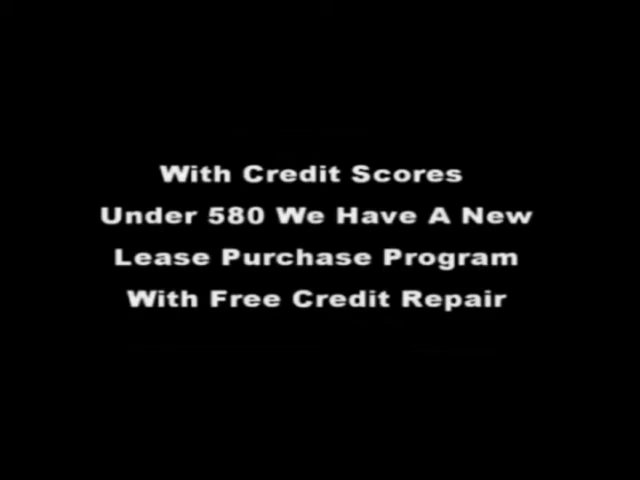 With Credit Scores
Under 580 We Have A New
Lease Purchase Program
With Free Credit Repair